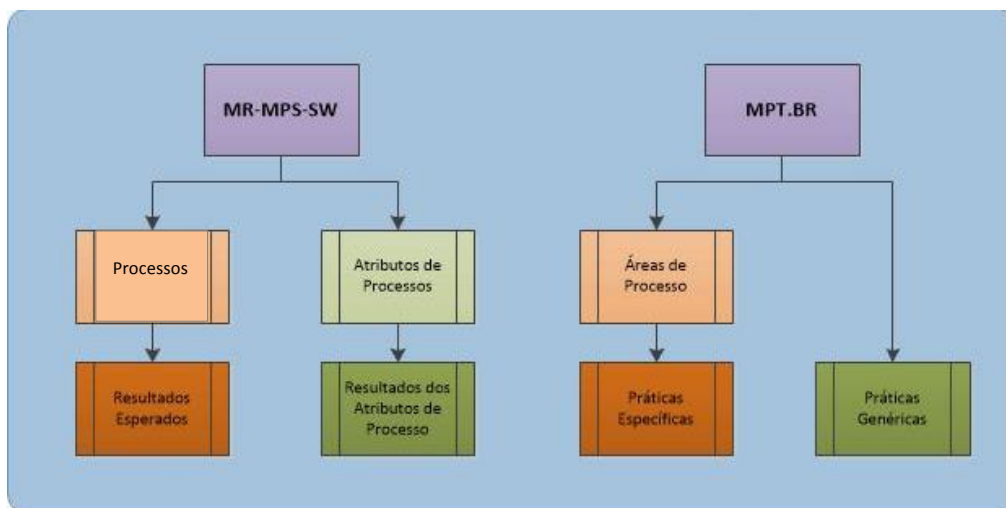 MR-MPS-SW
MPT.BR
Processos
Atributos de
Processos
Áreas de
Processo
Resultados
Esperados
Resultados dos
Atributos de
Processo
Práticas
Específicas
Práticas
Genéricas